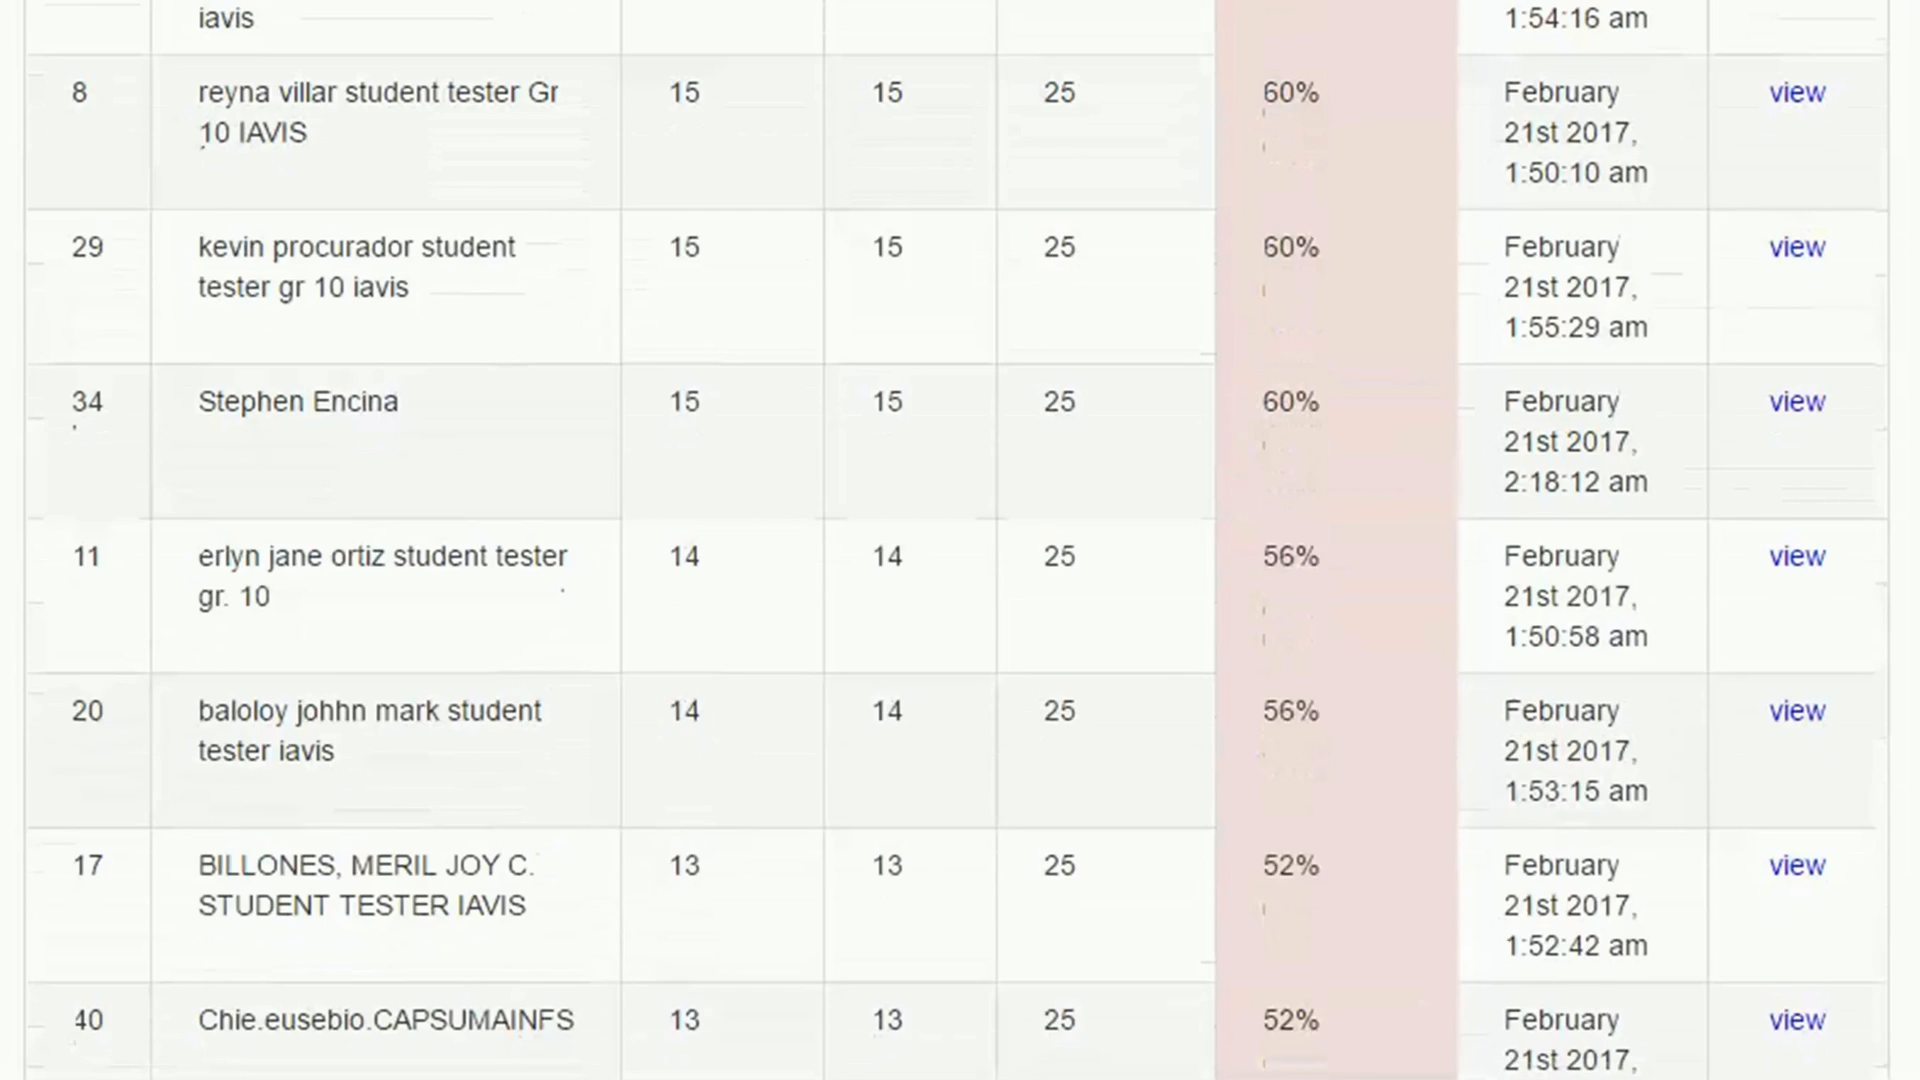 iavis 1:54:16 am
8 reyna villar student tester Gr 15 15 25 60% February view
10 IAVIS 21st 2017,
1:50:10 am
29 kevin procurador student 15 15 25 60% February view
tester gr 10 iavis 21st 2017,
1:55:29 am
34 Stephen Encina 15 15 25 60% February view
21st 2017,
2:18:12 am
11 erlyn jane ortiz student tester 14 14 25 56% February view
gr. 10 21st 2017,
1:50:58 am
20 baloloy johhn mark student 14 14 25 56% February view
tester iavis 21st 2017,
1:53:15 am
17 BILLONES, MERIL JOY C. 13 13 25 52% February view
STUDENT TESTER IAVIS 21st 2017,
1:52:42 am
40 Chie.eusebio.CAPSUMAINFS 13 13 25 52% February view
21st 2017,